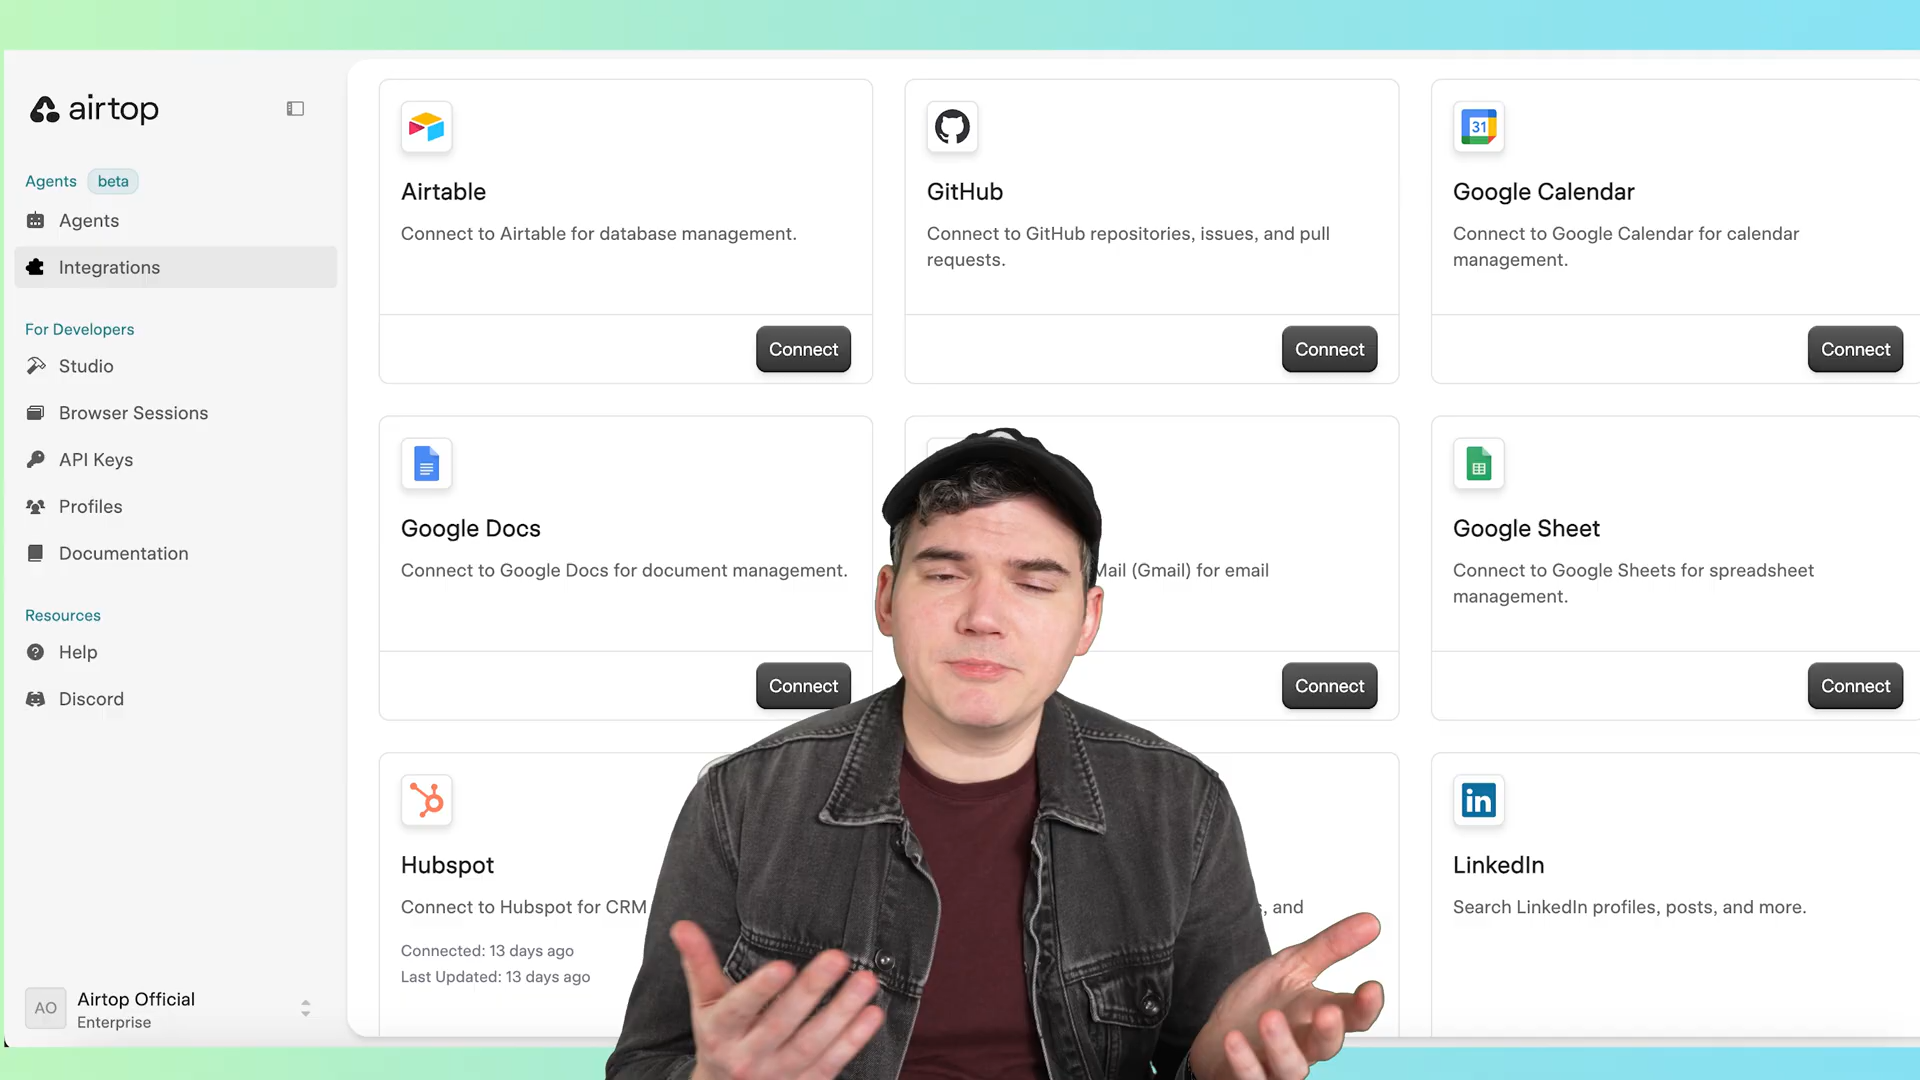 airtop
Agents beta
Agents
Integrations
For Developers
Studio
Browser Sessions
API Keys
Profiles
Documentation
Resources
Help
Discord
AO
Airtop Official
Enterprise
Airtable
Connect to Airtable for database management.
Connect
GitHub
Connect to GitHub repositories, issues, and pull
requests.
Connect
31
Google Calendar
Connect to Google Calendar for calendar
management.
Connect
Google Docs
Connect to Google Docs for document management.
Connect
Mail (Gmail) for email
Connect
Google Sheet
Connect to Google Sheets for spreadsheet
management.
Connect
Hubspot
Connect to Hubspot for CRM
Connected: 13 days ago
Last Updated: 13 days ago
, and
in
LinkedIn
Search LinkedIn profiles, posts, and more.